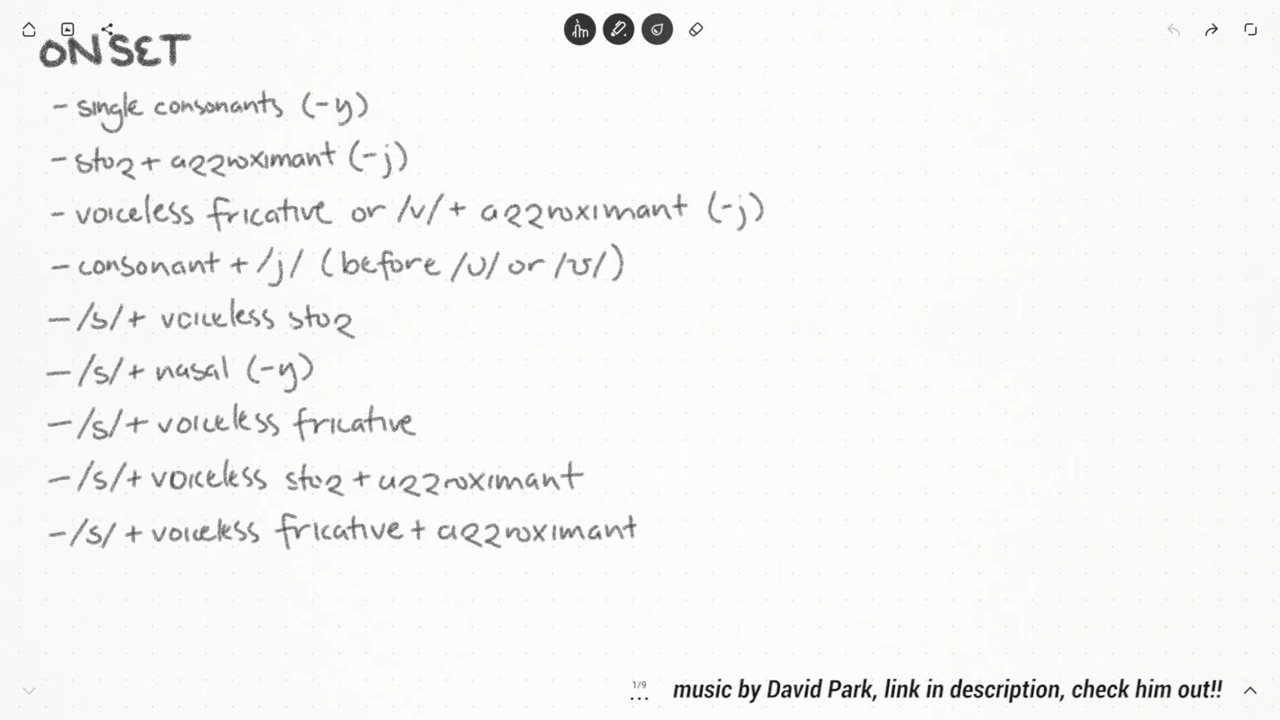 ONSET
- single consonants (-ŋ)
- stop + approximant (-j)
- voiceless fricative or /v/ + approximant (-j)
- consonant + /j/ (before /u/ or /ʊ/)
- /s/ + voiceless stop
- /s/ + nasal (-ŋ)
- /s/ + voiceless fricative
- /s/ + voiceless stop + approximant
- /s/ + voiceless fricative + approximant
1/9
music by David Park, link in description, check him out!!